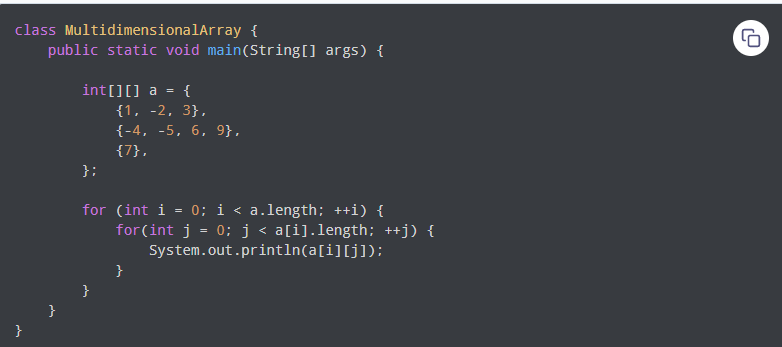 class MultidimensionalArray {
    public static void main(String[] args) {

        int[][] a = {
            {1, -2, 3},
            {-4, -5, 6, 9},
            {7},
        };

        for (int i = 0; i < a.length; ++i) {
            for(int j = 0; j < a[i].length; ++j) {
                System.out.println(a[i][j]);
            }
        }
    }
}